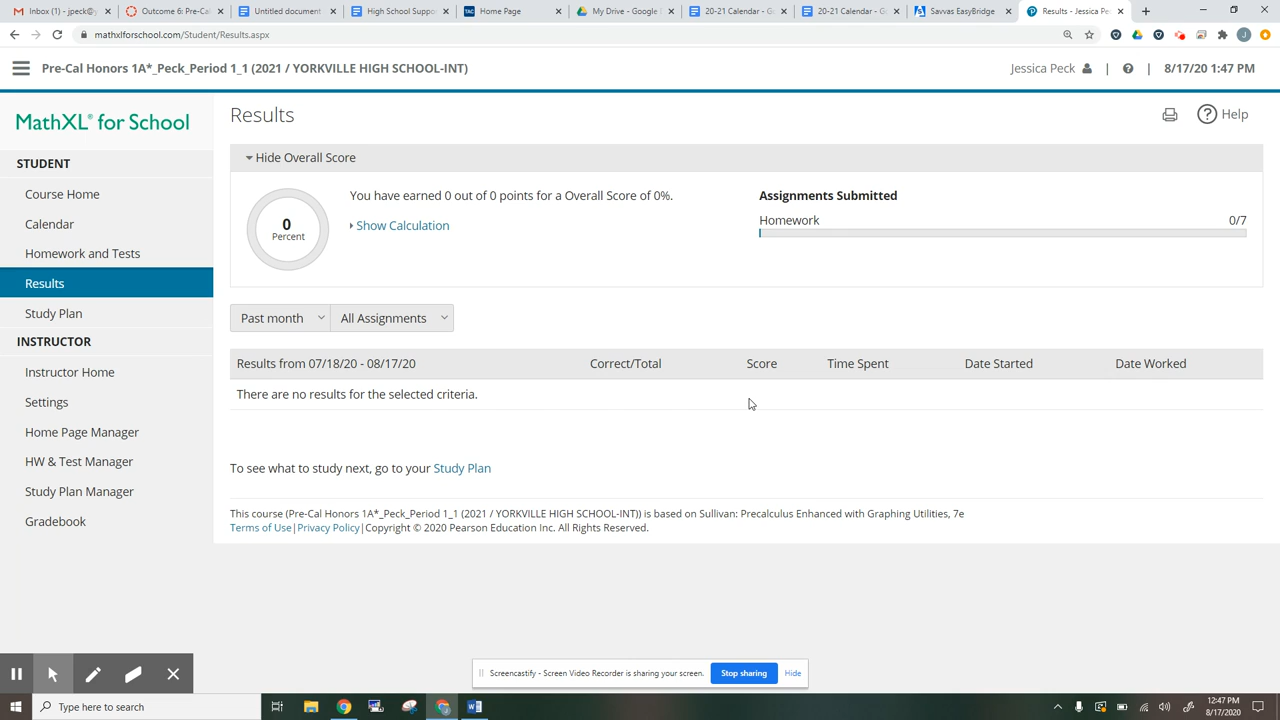 Inbox (1) - jpeck@y
Outcome 6: Pre-Cal
Untitled document
High School Suppo
Home Page
My Drive - Google
20-21 Calendar - G
20-21 Calendar - G
Savvas EasyBridge
Results - Jessica Pe
mathxlforschool.com/Student/Results.aspx
Pre-Cal Honors 1A*_Peck_Period 1_1 (2021 / YORKVILLE HIGH SCHOOL-INT)
Jessica Peck | | 8/17/20 1:47 PM
MathXL® for School
STUDENT
Course Home
Calendar
Homework and Tests
Results
Study Plan
INSTRUCTOR
Instructor Home
Settings
Home Page Manager
HW & Test Manager
Study Plan Manager
Gradebook
Results
Help
Hide Overall Score
0
Percent
You have earned 0 out of 0 points for a Overall Score of 0%.
Show Calculation
Assignments Submitted
Homework 0/7
Past month All Assignments
Results from 07/18/20 - 08/17/20 Correct/Total Score Time Spent Date Started Date Worked
There are no results for the selected criteria.
To see what to study next, go to your Study Plan
This course (Pre-Cal Honors 1A*_Peck_Period 1_1 (2021 / YORKVILLE HIGH SCHOOL-INT)) is based on Sullivan: Precalculus Enhanced with Graphing Utilities, 7e
Terms of Use|Privacy Policy|Copyright © 2020 Pearson Education Inc. All Rights Reserved.
Screencastify - Screen Video Recorder is sharing your screen. Stop sharing Hide
Type here to search
12:47 PM
8/17/2020